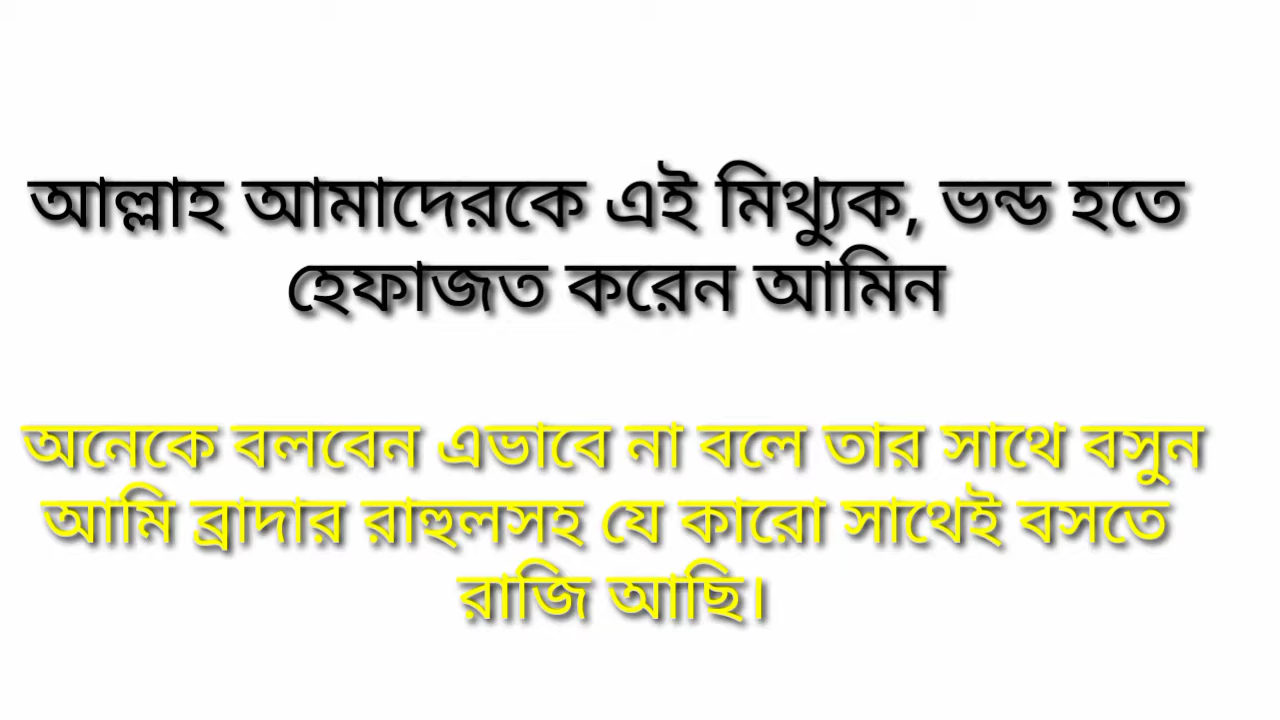 আল্লাহ আমাদেরকে এই মিথ্যুক, ভন্ড হতে
হেফাজত করেন আমিন
অনেকে বলবেন এভাবে না বলে তার সাথে বসুন
আমি ব্রাদার রাহুলসহ যে কারো সাথেই বসতে
রাজি আছি।